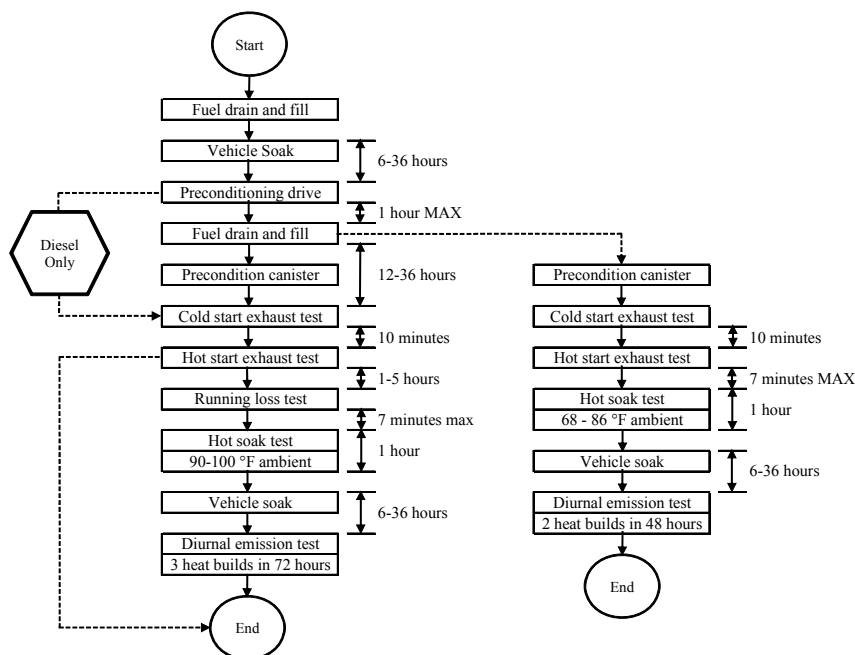 Start
Fuel drain and fill
Vehicle Soak
6-36 hours
Preconditioning drive
1 hour MAX
Diesel
Only
Fuel drain and fill
12-36 hours
Precondition canister
Cold start exhaust test
10 minutes
Hot start exhaust test
1-5 hours
Running loss test
7 minutes max
Hot soak test
90-100 °F ambient
1 hour
Vehicle soak
6-36 hours
Diurnal emission test
3 heat builds in 72 hours
End
Precondition canister
Cold start exhaust test
10 minutes
Hot start exhaust test
7 minutes MAX
Hot soak test
68 - 86 °F ambient
1 hour
Vehicle soak
6-36 hours
Diurnal emission test
2 heat builds in 48 hours
End